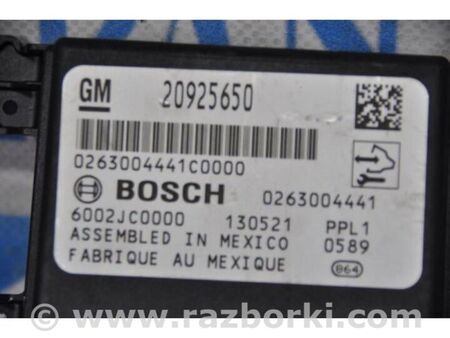 GM 20925650
0263004441C0000
BOSCH 0263004441
6002JC0000 130521 PPL1
ASSEMBLED IN MEXICO 0589
FABRIQUE AU MEXIQUE B64
www.razborki.com